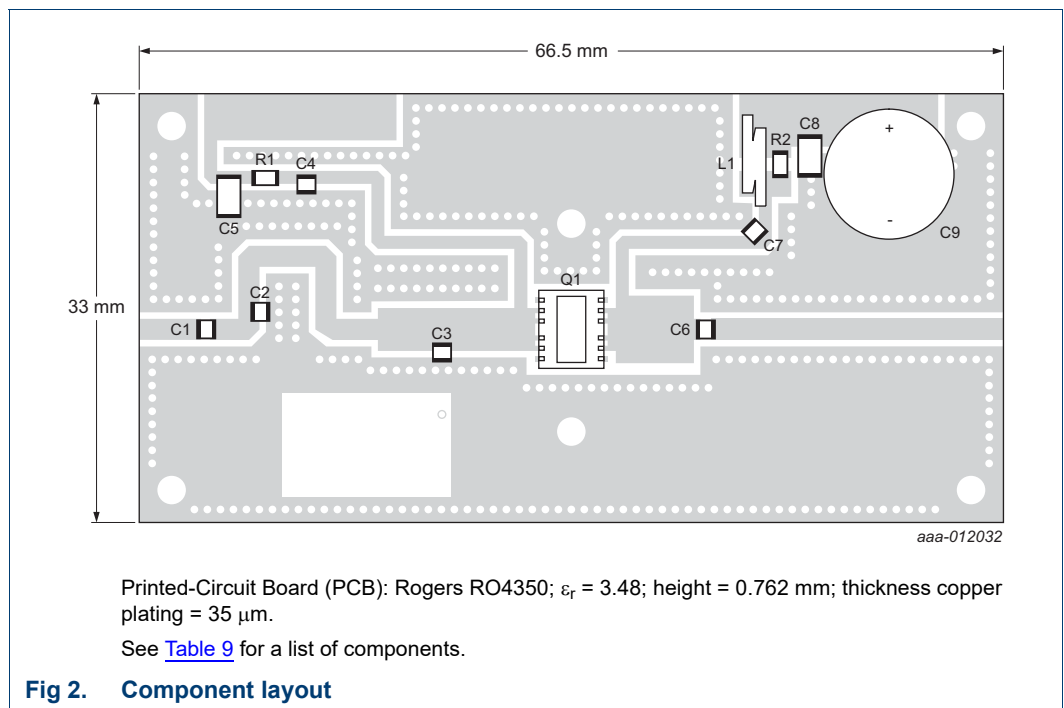 66.5 mm
C8
R1
C4
R2
+
L1
C5
-
C9
C7
Q1
C2
33 mm
C1
C6
C3
aaa-012032
Printed-Circuit Board (PCB): Rogers RO4350; εr = 3.48; height = 0.762 mm; thickness copper
plating = 35 μm.
See Table 9 for a list of components.
Fig 2. Component layout